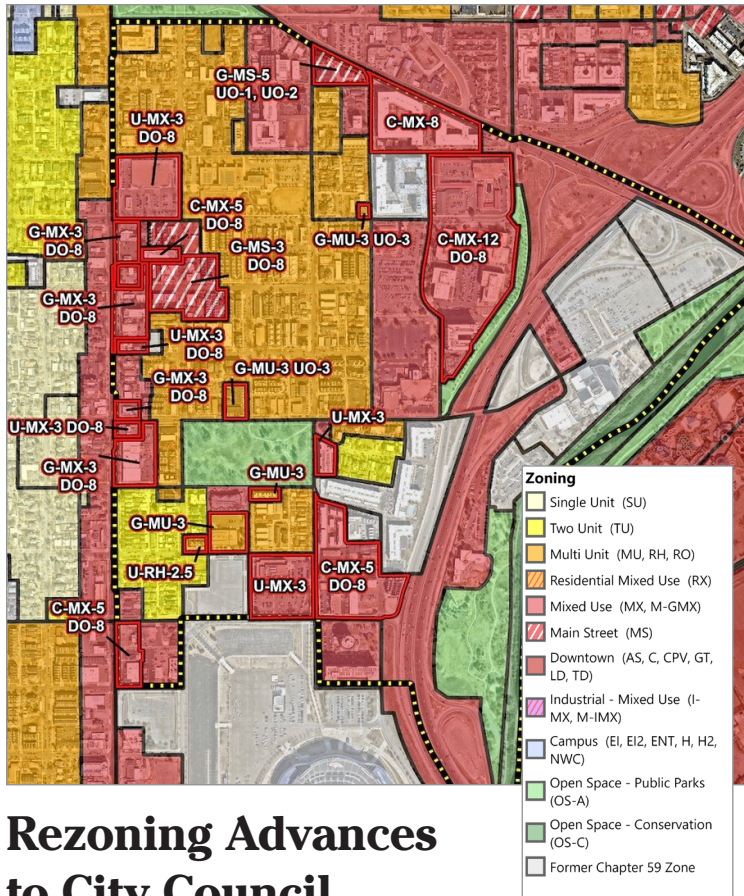 G-MS-5
UO-1, UO-2
U-MX-3
DO-8
C-MX-8
C-MX-5
DO-8
G-MX-3
DO-8
G-MS-3
DO-8
G-MU-3 UO-3
C-MX-12
DO-8
G-MX-3
DO-8
U-MX-3
DO-8
G-MU-3 UO-3
G-MX-3
DO-8
U-MX-3
U-MX-3 DO-8
G-MX-3
DO-8
G-MU-3
G-MU-3
U-RH-2.5
U-MX-3
C-MX-5
DO-8
C-MX-5
DO-8
Zoning
Single Unit (SU)
Two Unit (TU)
Multi Unit (MU, RH, RO)
Residential Mixed Use (RX)
Mixed Use (MX, M-GMX)
Main Street (MS)
Downtown (AS, C, CPV, GT,
LD, TD)
Industrial - Mixed Use (I-
MX, M-IMX)
Campus (EI, EI2, ENT, H, H2,
NWC)
Open Space - Public Parks
(OS-A)
Open Space - Conservation
(OS-C)
Former Chapter 59 Zone
Rezoning Advances
to City Council